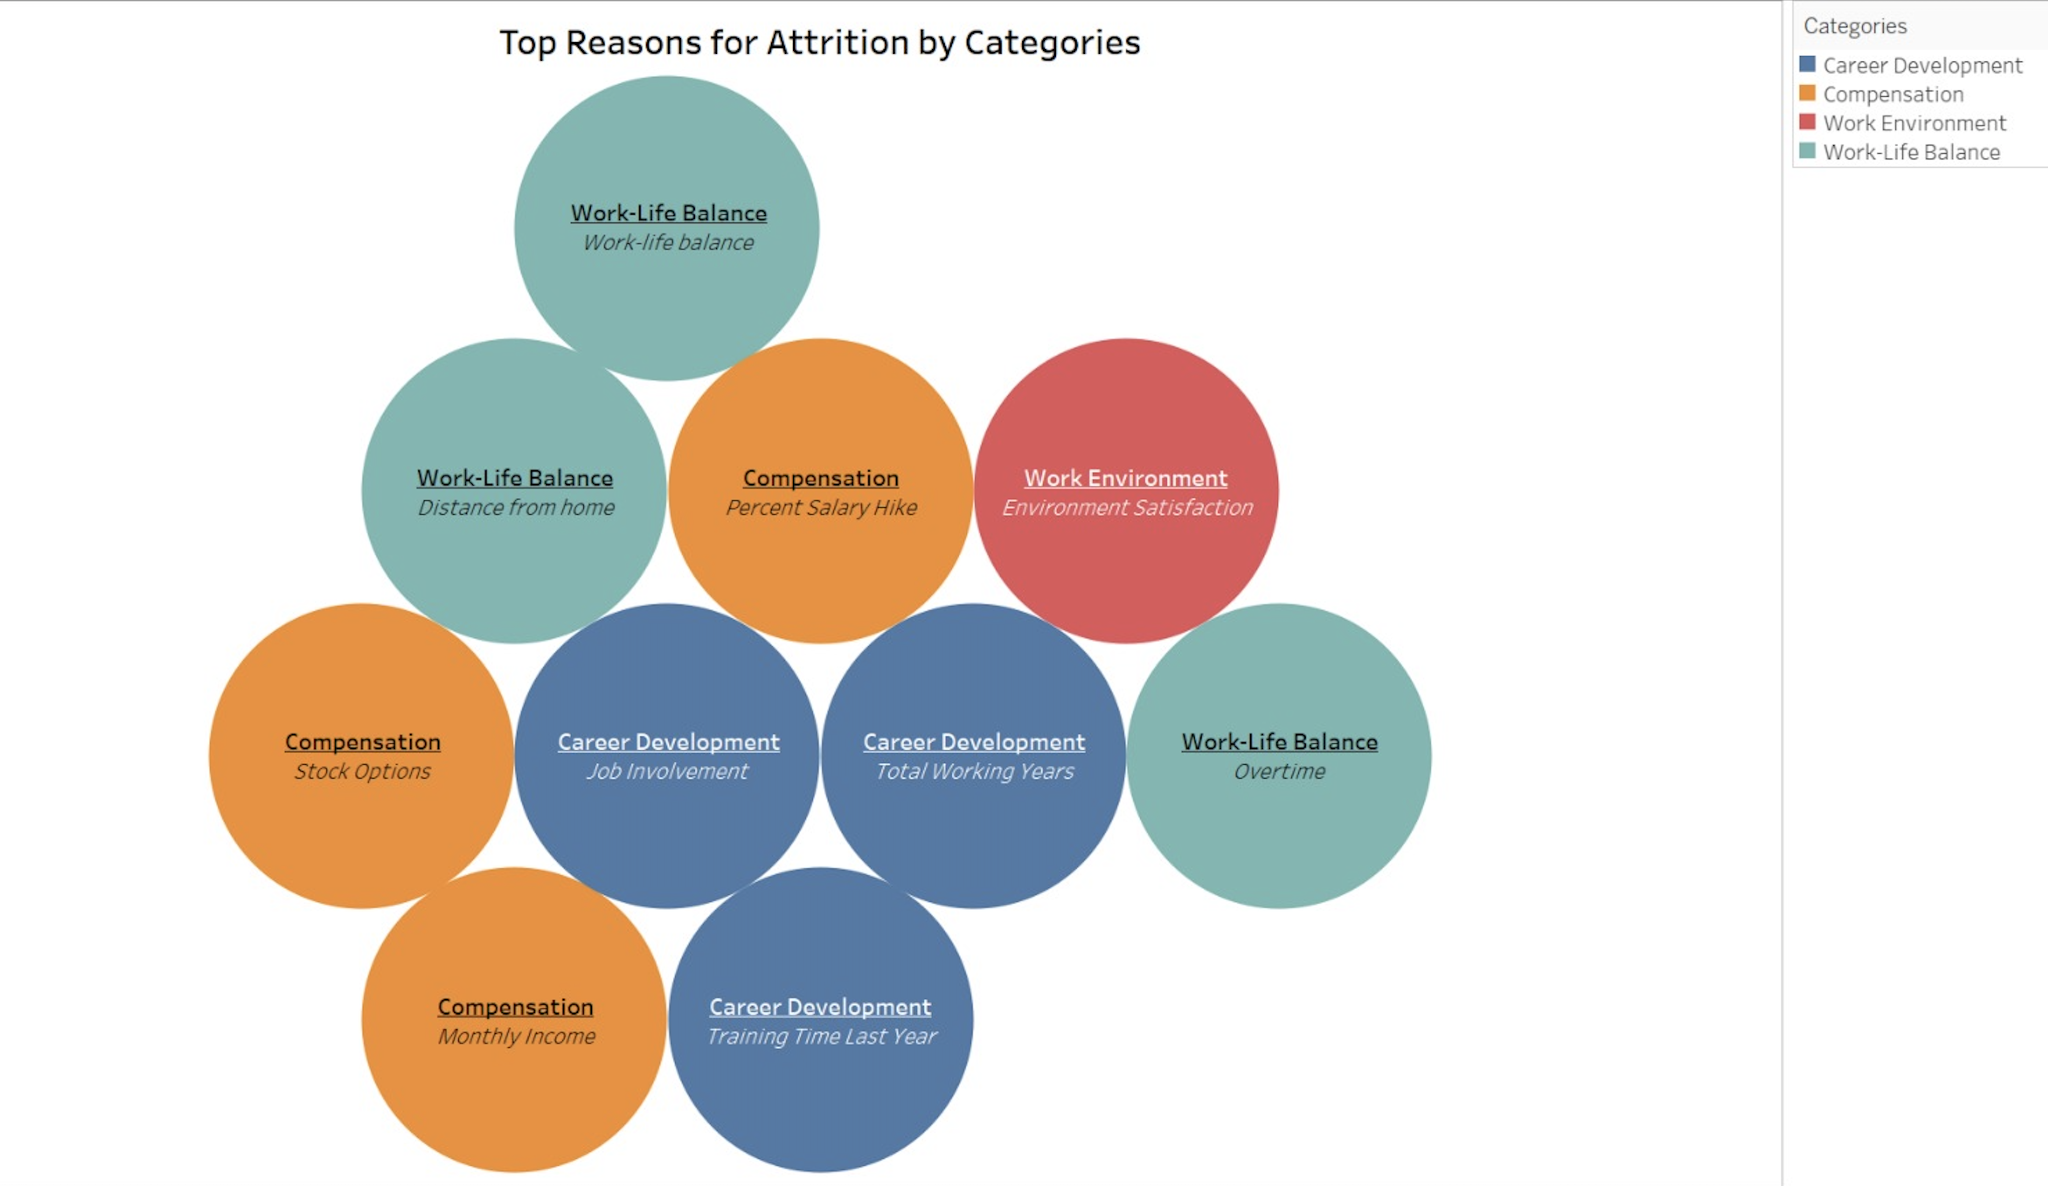 Top Reasons for Attrition by Categories
Categories
Career Development
Compensation
Work Environment
Work-Life Balance
Work-Life Balance
Work-life balance
Work-Life Balance
Distance from home
Compensation
Percent Salary Hike
Work Environment
Environment Satisfaction
Compensation
Stock Options
Career Development
Job Involvement
Career Development
Total Working Years
Work-Life Balance
Overtime
Compensation
Monthly Income
Career Development
Training Time Last Year